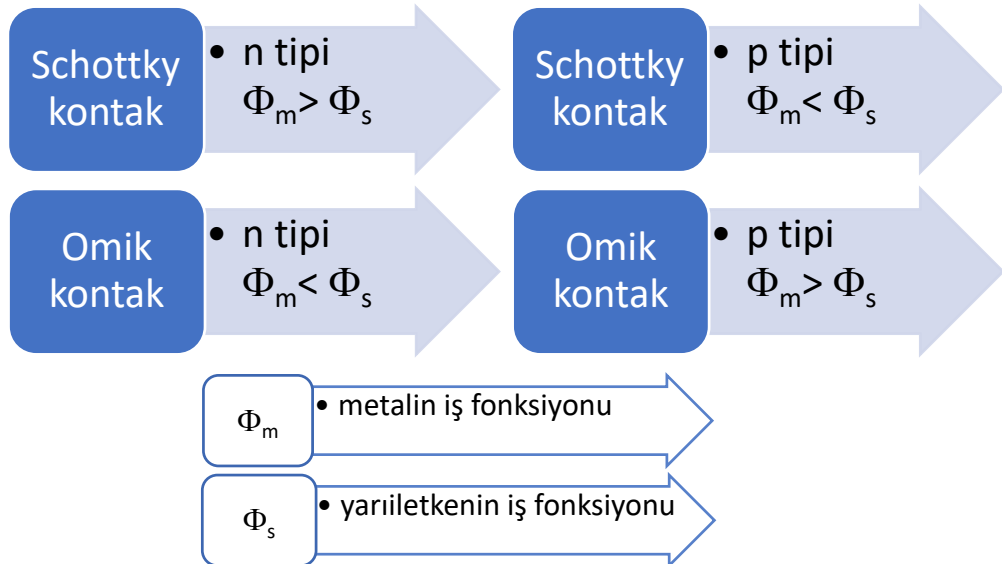 Schottky
kontak
• n tipi
Φm> Φs
Schottky
kontak
• p tipi
Φm< Φs
Omik
kontak
• n tipi
Φm< Φs
Omik
kontak
• p tipi
Φm> Φs
Φm
• metalin iş fonksiyonu
Φs
• yarıiletkenin iş fonksiyonu